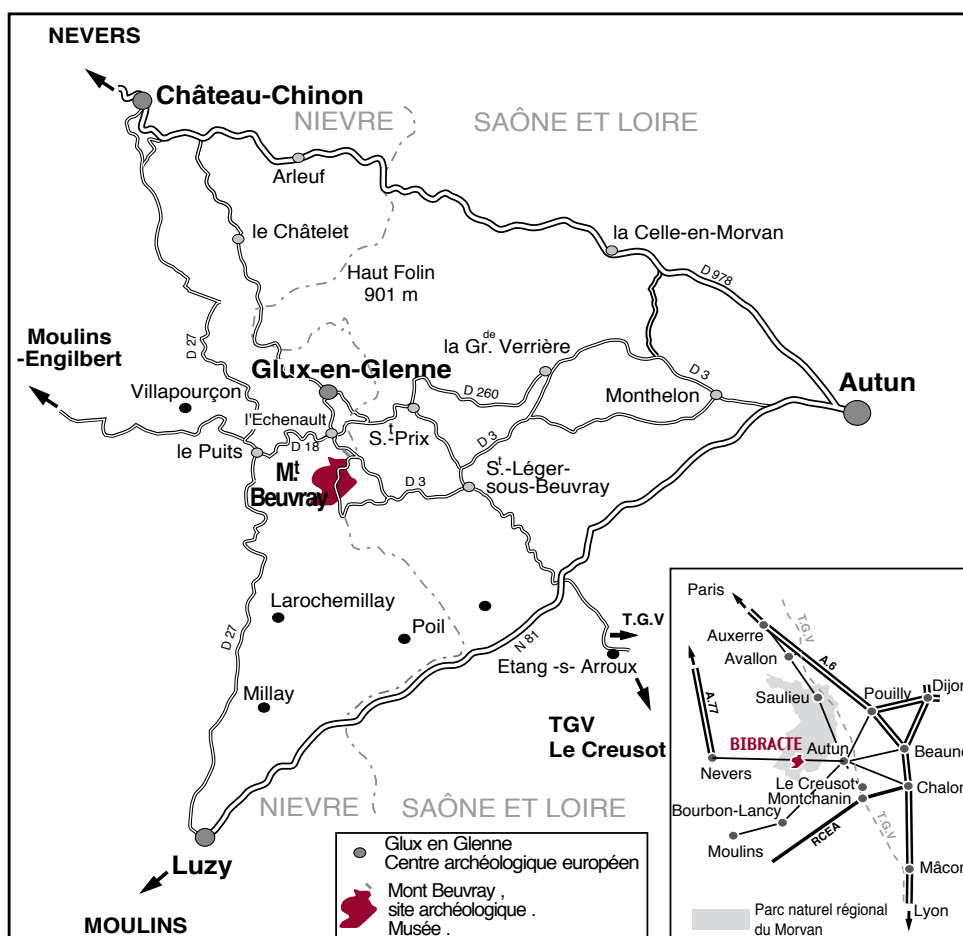 NEVERS
Château-Chinon
NIEVRE
SAÔNE ET LOIRE
Arleuf
le Châtelet
la Celle-en-Morvan
D 978
Haut Folin
901 m
D 27
Moulins
-Engilbert
la Gr.de Verrière
Glux-en-Glenne
D 3
Autun
Villapourçon
D 260
Monthelon
l'Echenault
S.t-Prix
D 18
D 3
le Puits
M.t
Beuvray
S.t-Léger-
sous-Beuvray
D 3
Larochemillay
Poil
D 27
N 81
T.G.V
Etang -s- Arroux
Millay
TGV
Le Creusot
NIEVRE
SAÔNE ET LOIRE
Luzy
MOULINS
Glux en Glenne
Centre archéologique européen
Mont Beuvray ,
site archéologique .
Musée .
Paris
T.G.V
Auxerre
Avallon
A.6
A.77
Saulieu
Pouilly
Dijon
BIBRACTE
Autun
Beaune
Nevers
Le Creusot
Montchanin
Chalon
Bourbon-Lancy
Moulins
RCEA
T.G.V
Mâcon
Parc naturel régional
du Morvan
Lyon